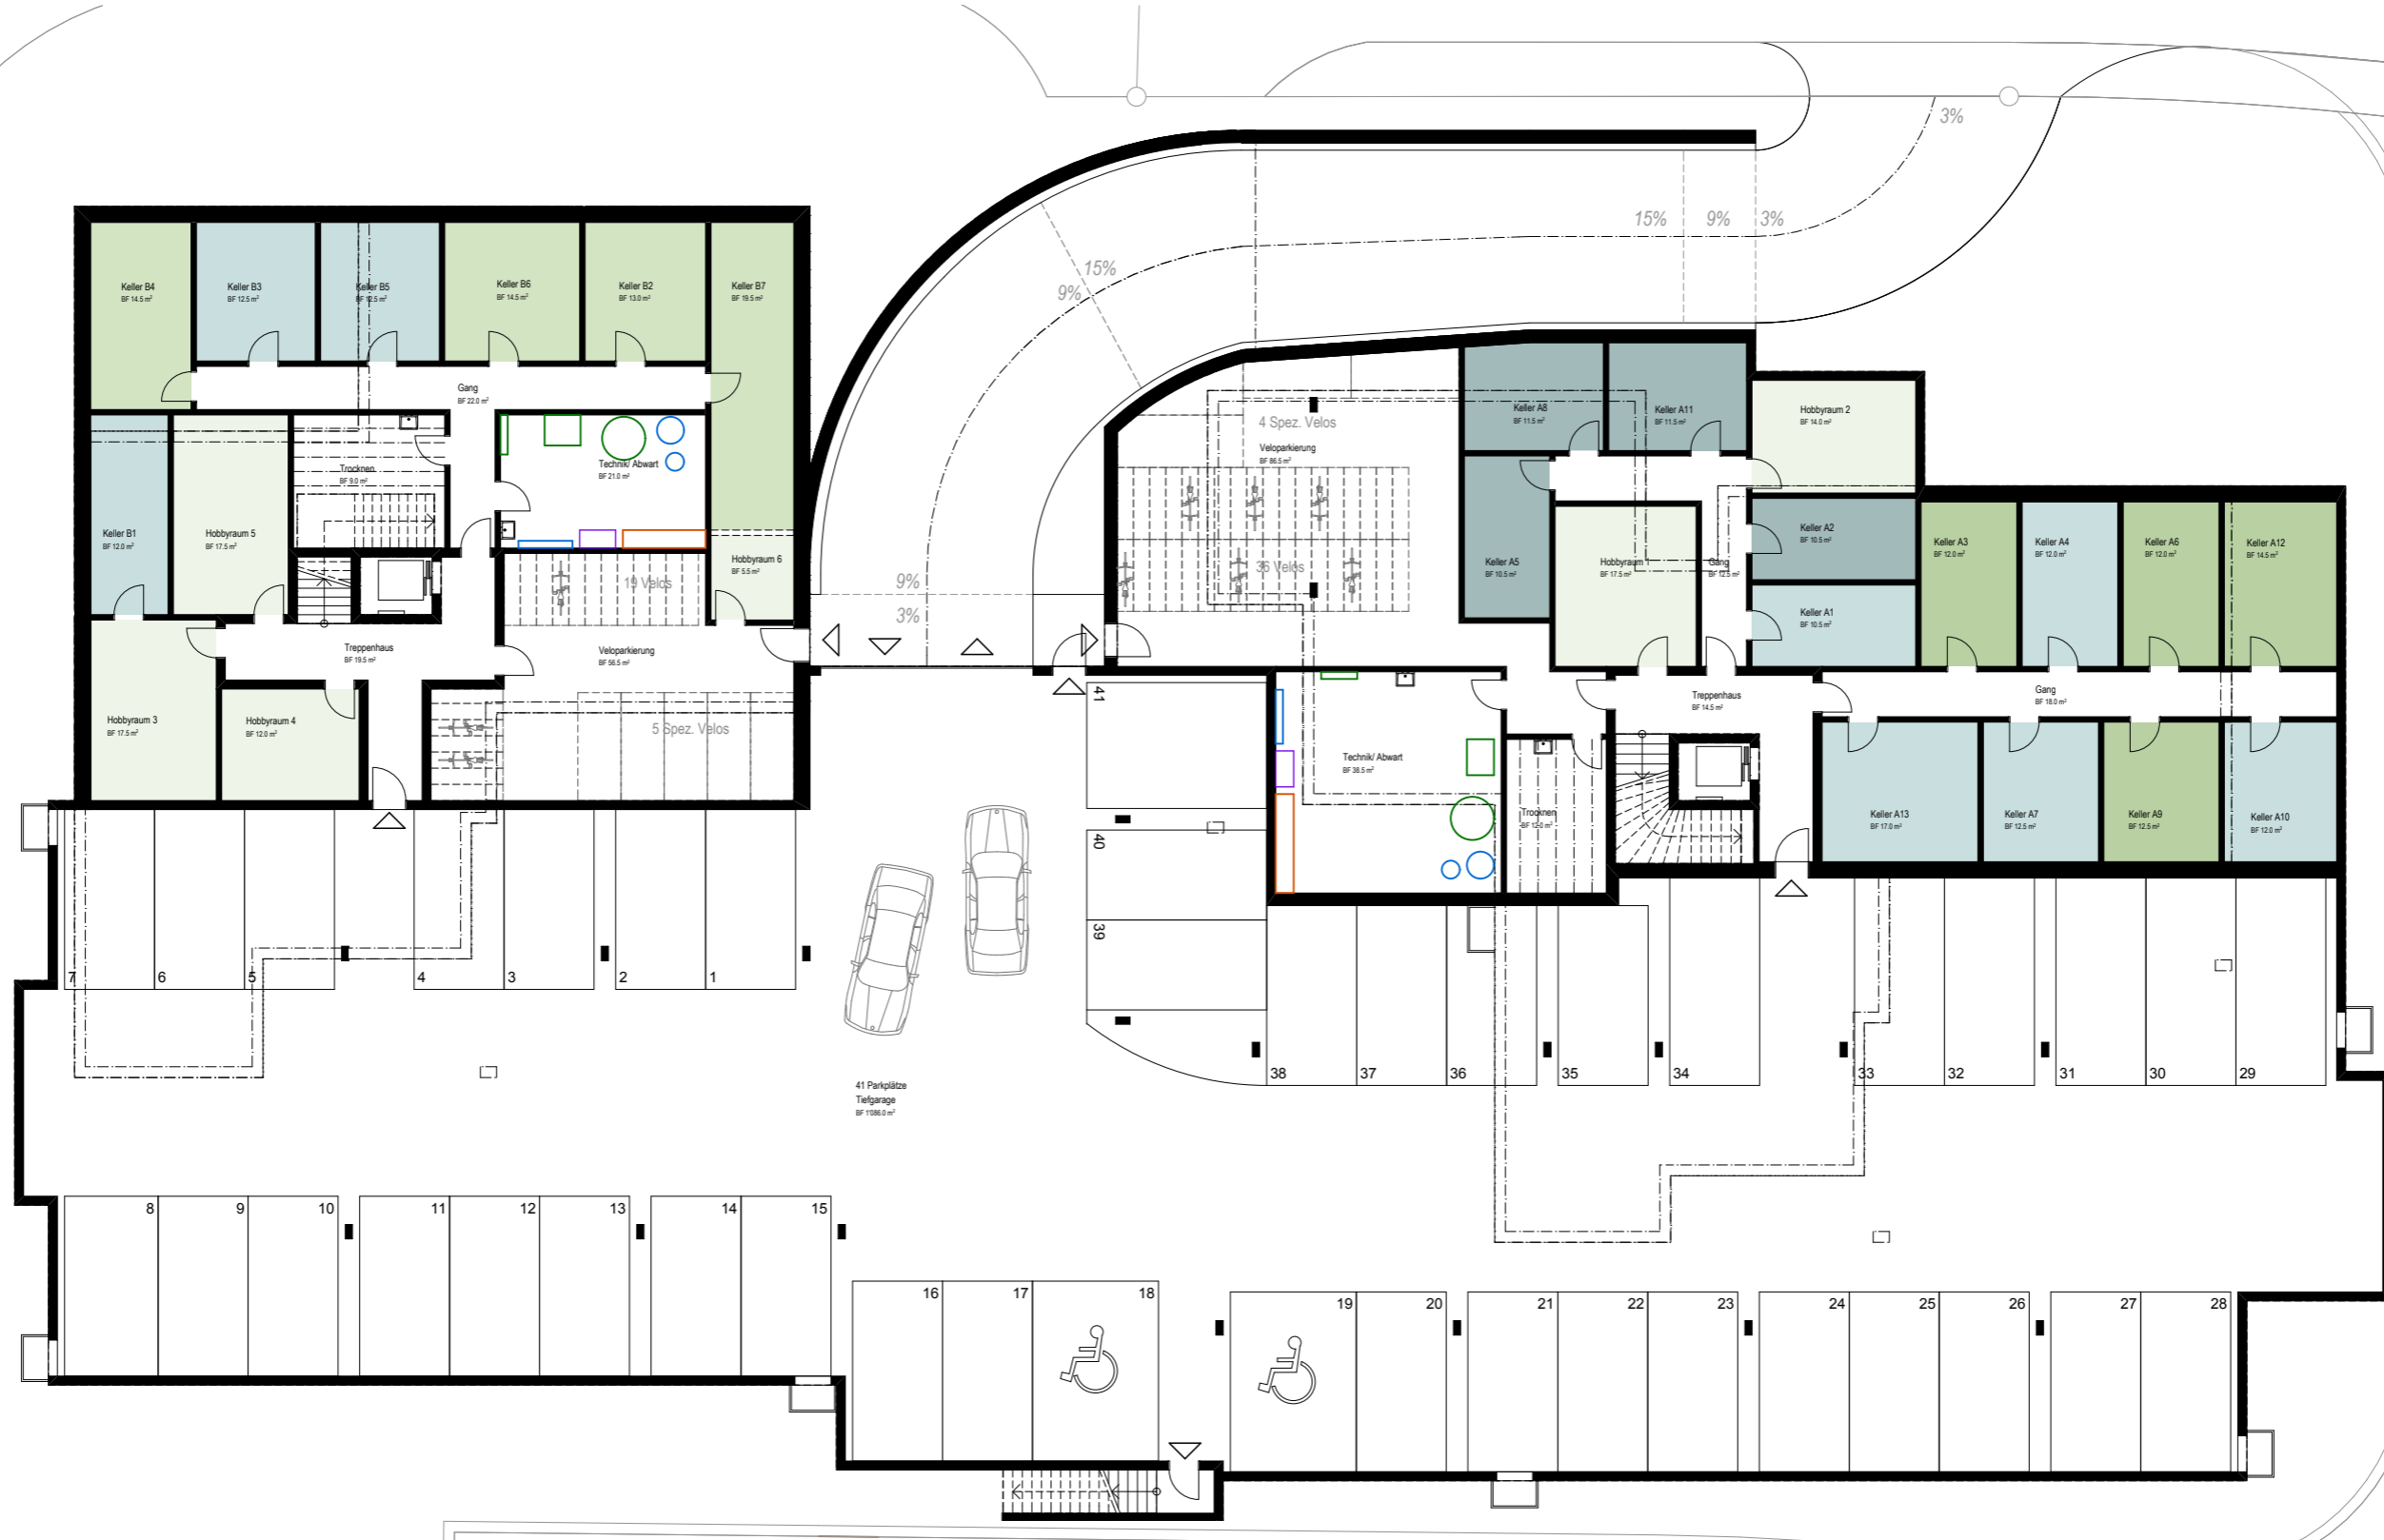 3%
15%
9%
3%
15%
9%
Keller B4
BF 14.5 m²
Keller B3
BF 12.5 m²
Keller B5
BF 12.5 m²
Keller B6
BF 14.5 m²
Keller B2
BF 13.0 m²
Keller B7
BF 19.5 m²
Gang
BF 22.0 m²
Keller B1
BF 12.0 m²
Hobbyraum 5
BF 17.5 m²
Trocknen
BF 9.0 m²
Technik/ Abwart
BF 21.0 m²
Hobbyraum 6
BF 5.5 m²
19 Velos
Treppenhaus
BF 19.5 m²
Veloparkierung
BF 56.5 m²
Hobbyraum 3
BF 17.5 m²
Hobbyraum 4
BF 12.0 m²
5 Spez. Velos
9%
3%
4 Spez. Velos
Veloparkierung
BF 86.5 m²
36 Velos
Keller A8
BF 11.5 m²
Keller A11
BF 11.5 m²
Hobbyraum 2
BF 14.0 m²
Keller A5
BF 10.5 m²
Hobbyraum
BF 17.5 m²
Gang
BF 12.5 m²
Keller A2
BF 10.5 m²
Keller A1
BF 10.5 m²
Keller A3
BF 12.0 m²
Keller A4
BF 12.0 m²
Keller A6
BF 12.0 m²
Keller A12
BF 14.5 m²
Treppenhaus
BF 14.5 m²
Gang
BF 18.0 m²
Technik/ Abwart
BF 38.5 m²
Trocknen
BF 12.0 m²
Keller A13
BF 17.0 m²
Keller A7
BF 12.5 m²
Keller A9
BF 12.5 m²
Keller A10
BF 12.0 m²
41
40
39
7
6
5
4
3
2
1
38
37
36
35
34
33
32
31
30
29
41 Parkplätze
Tiefgarage
BF 1'086.0 m²
8
9
10
11
12
13
14
15
16
17
18
19
20
21
22
23
24
25
26
27
28